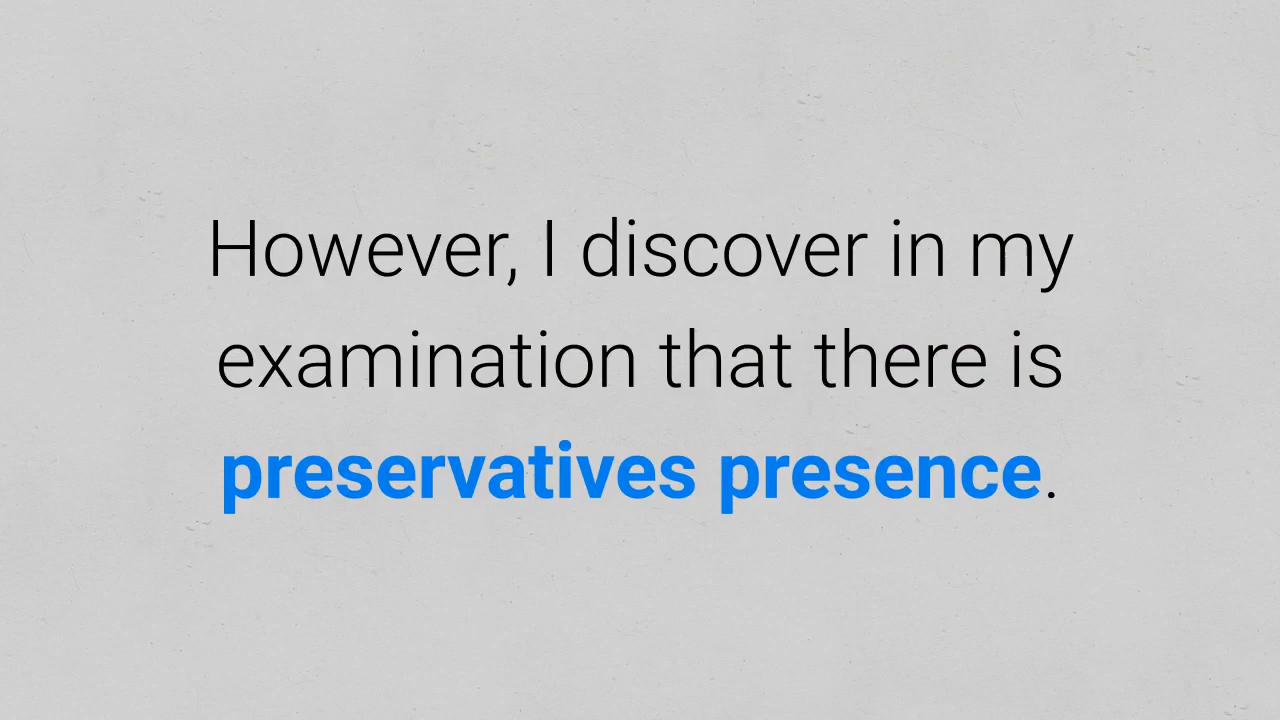 However, I discover in my
examination that there is
preservatives presence.